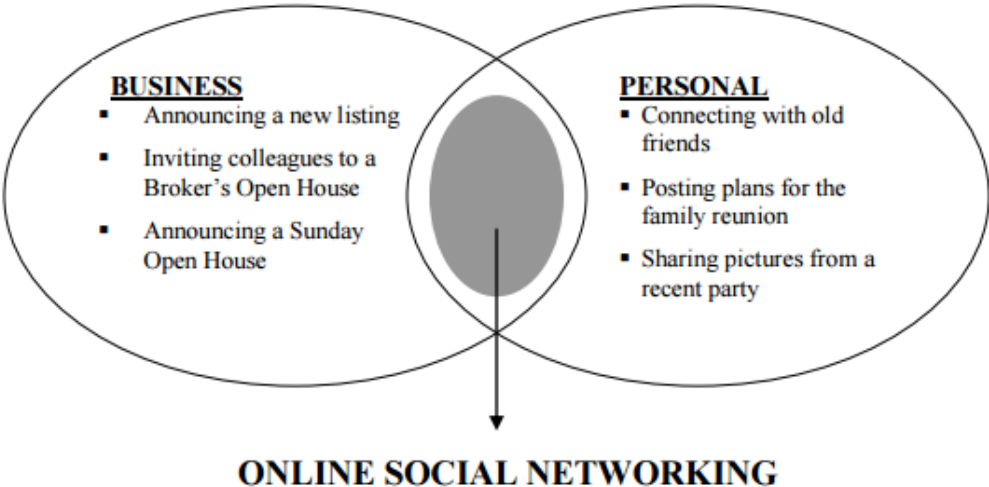 BUSINESS
▪ Announcing a new listing
▪ Inviting colleagues to a
Broker’s Open House
▪ Announcing a Sunday
Open House
PERSONAL
▪ Connecting with old
friends
▪ Posting plans for the
family reunion
▪ Sharing pictures from a
recent party
ONLINE SOCIAL NETWORKING